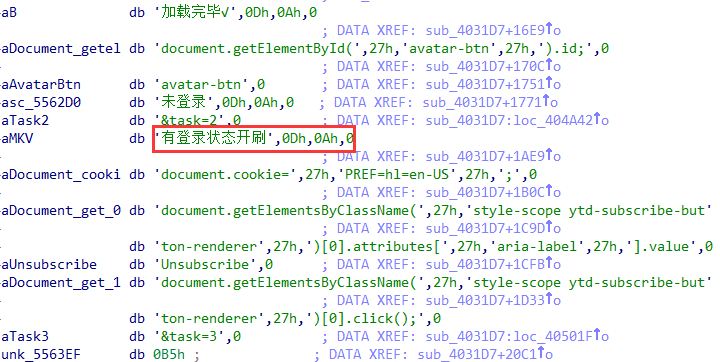 aB db '加载完毕√',0Dh,0Ah,0
; DATA XREF: sub_4031D7+16E9↑o
aDocument_getel db 'document.getElementById(',27h,'avatar-btn',27h,').id;',0
; DATA XREF: sub_4031D7+170C↑o
aAvatarBtn db 'avatar-btn',0 ; DATA XREF: sub_4031D7+1751↑o
asc_5562D0 db '未登录',0Dh,0Ah,0 ; DATA XREF: sub_4031D7+1771↑o
aTask2 db '&task=2',0 ; DATA XREF: sub_4031D7:loc_404A42↑o
aMKV db '有登录状态开刷',0Dh,0Ah,0
; DATA XREF: sub_4031D7+1AE9↑o
aDocument_cooki db 'document.cookie=',27h,'PREF=hl=en-US',27h,';',0
; DATA XREF: sub_4031D7+1B0C↑o
aDocument_get_0 db 'document.getElementsByClassName(',27h,'style-scope ytd-subscribe-but'
; DATA XREF: sub_4031D7+1C9D↑o
db 'ton-renderer',27h,')[0].attributes[',27h,'aria-label',27h,'].value',0
aUnsubscribe db 'Unsubscribe',0 ; DATA XREF: sub_4031D7+1CFB↑o
aDocument_get_1 db 'document.getElementsByClassName(',27h,'style-scope ytd-subscribe-but'
; DATA XREF: sub_4031D7+1D33↑o
db 'ton-renderer',27h,')[0].click();',0
aTask3 db '&task=3',0 ; DATA XREF: sub_4031D7:loc_40501F↑o
unk_5563EF db 0B5h ; ; DATA XREF: sub_4031D7+20C1↑o